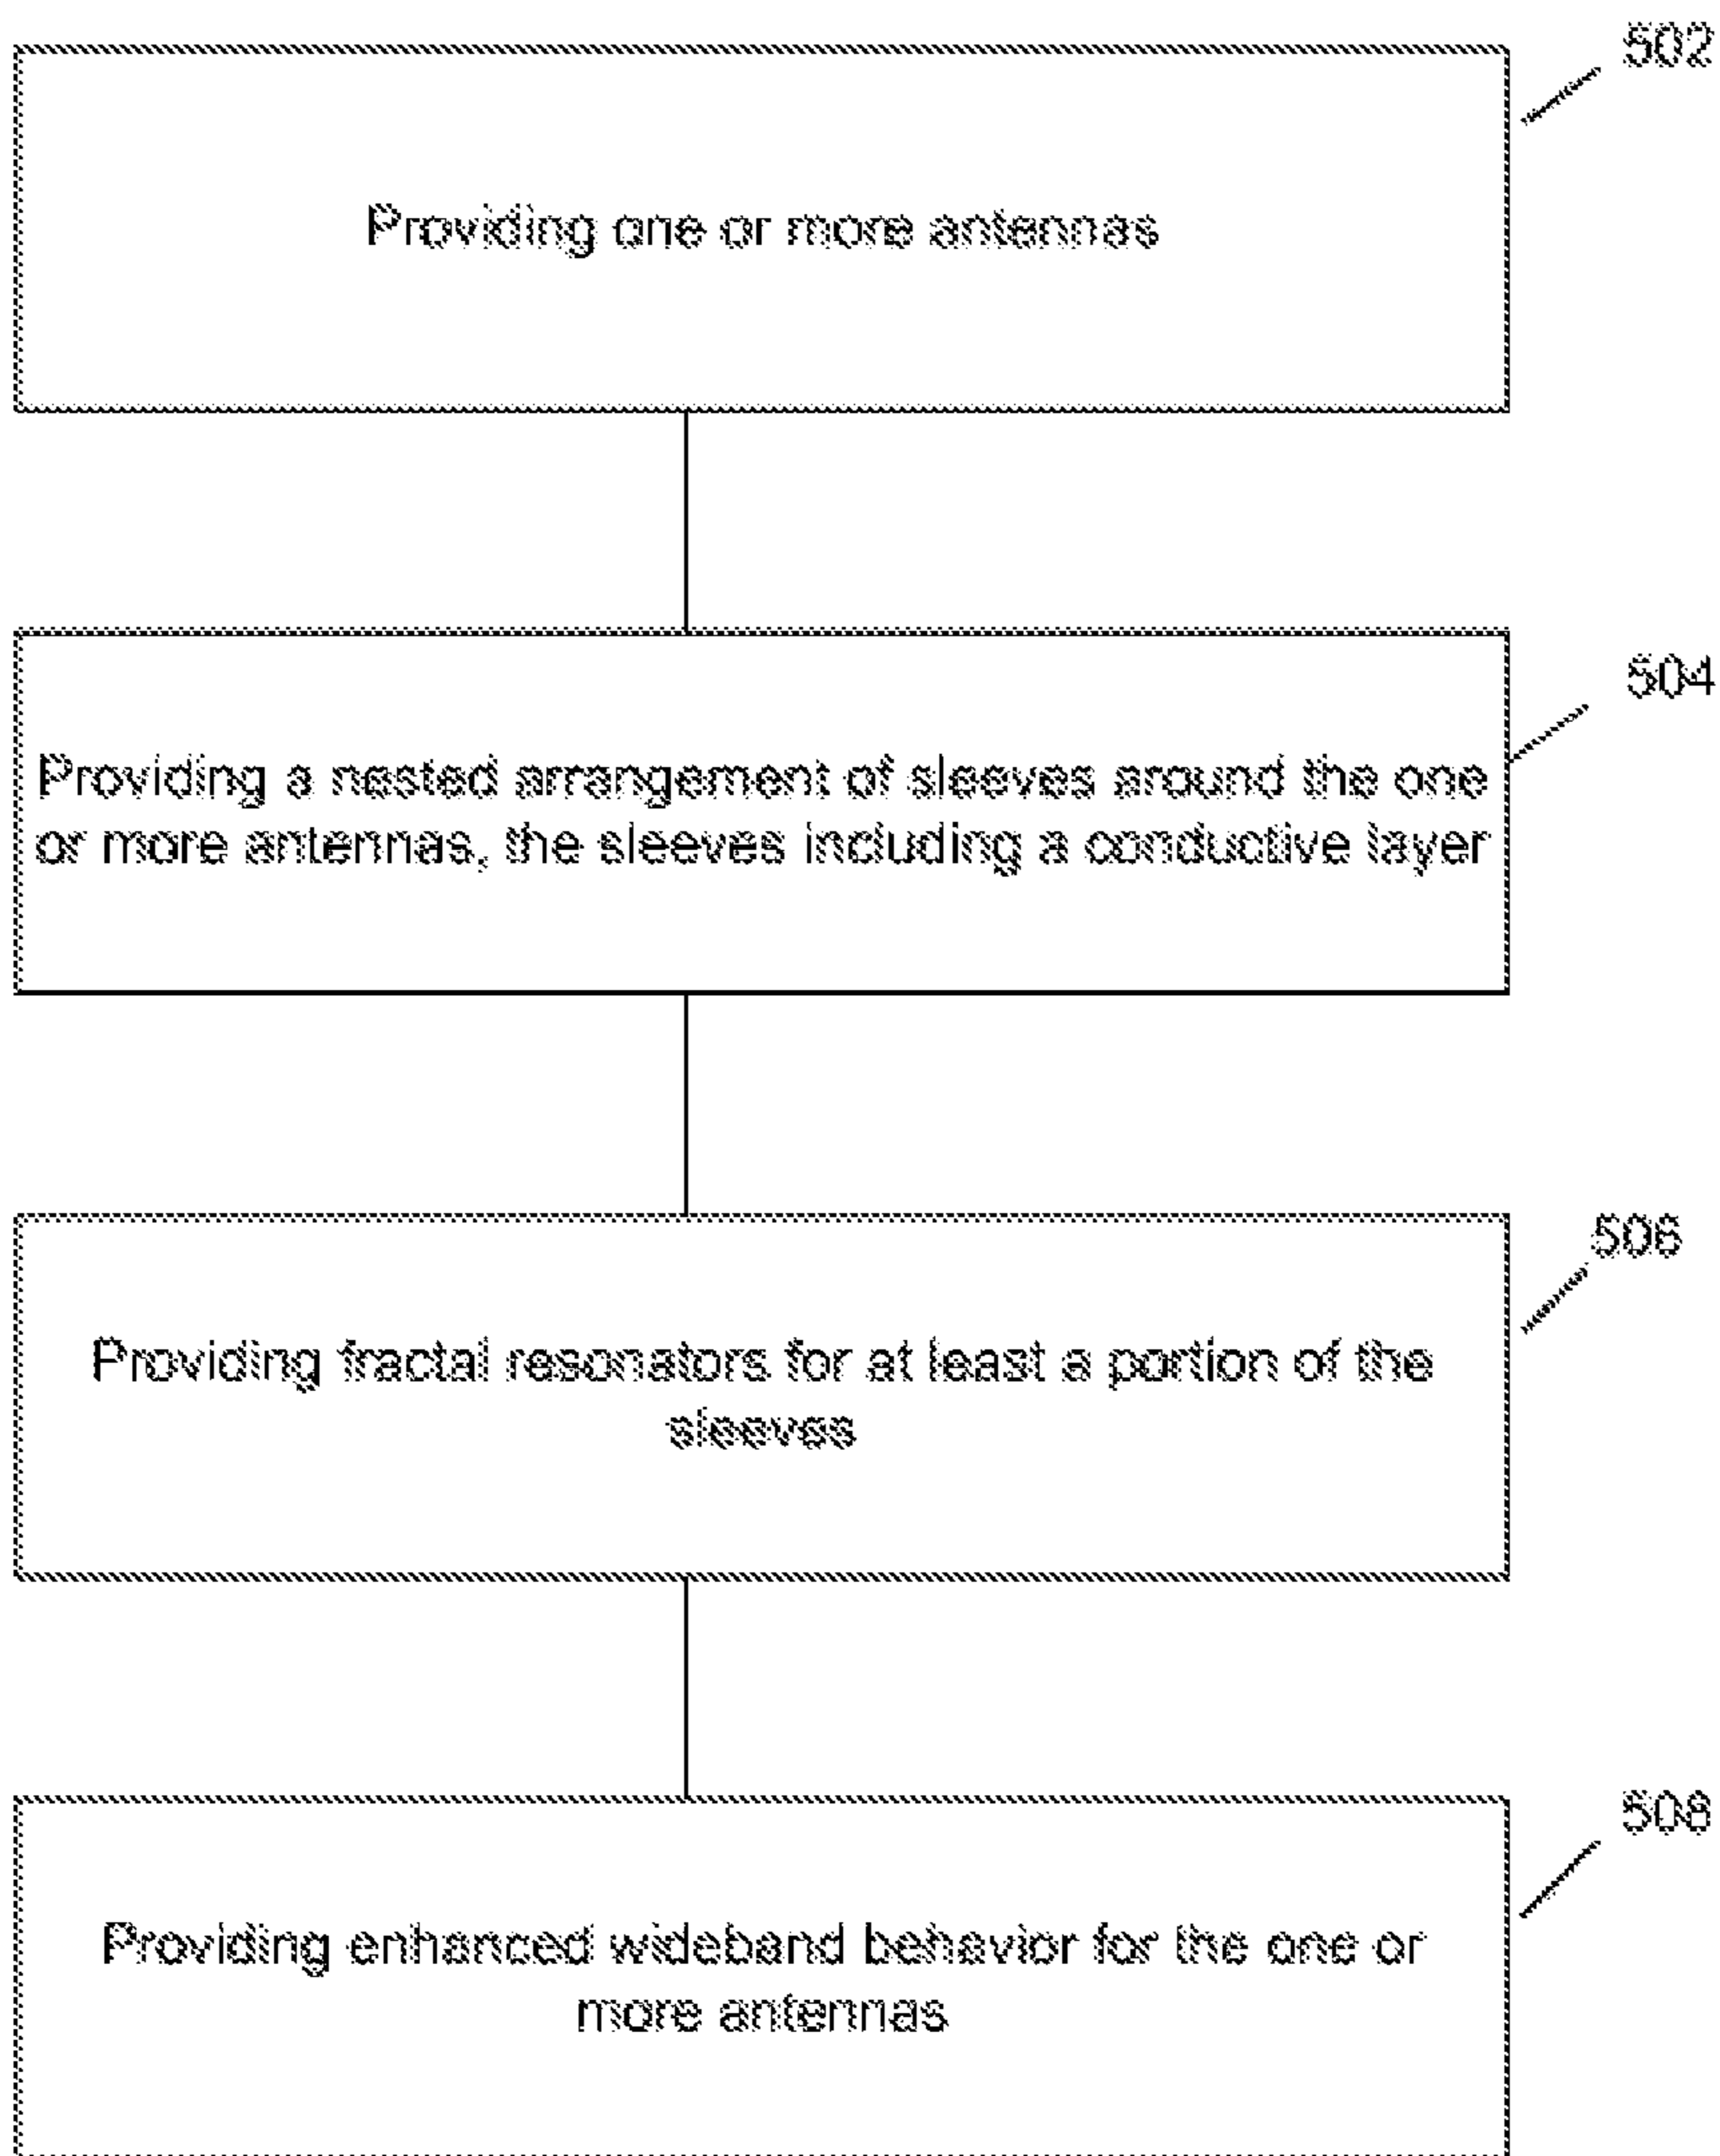 502
Providing one or more antennas
504
Providing a nested arrangement of sleeves around the one
or more antennas, the sleeves including a conductive layer
506
Providing fractal resonators for at least a portion of the
sleeves
508
Providing enhanced wideband behavior for the one or
more antennas